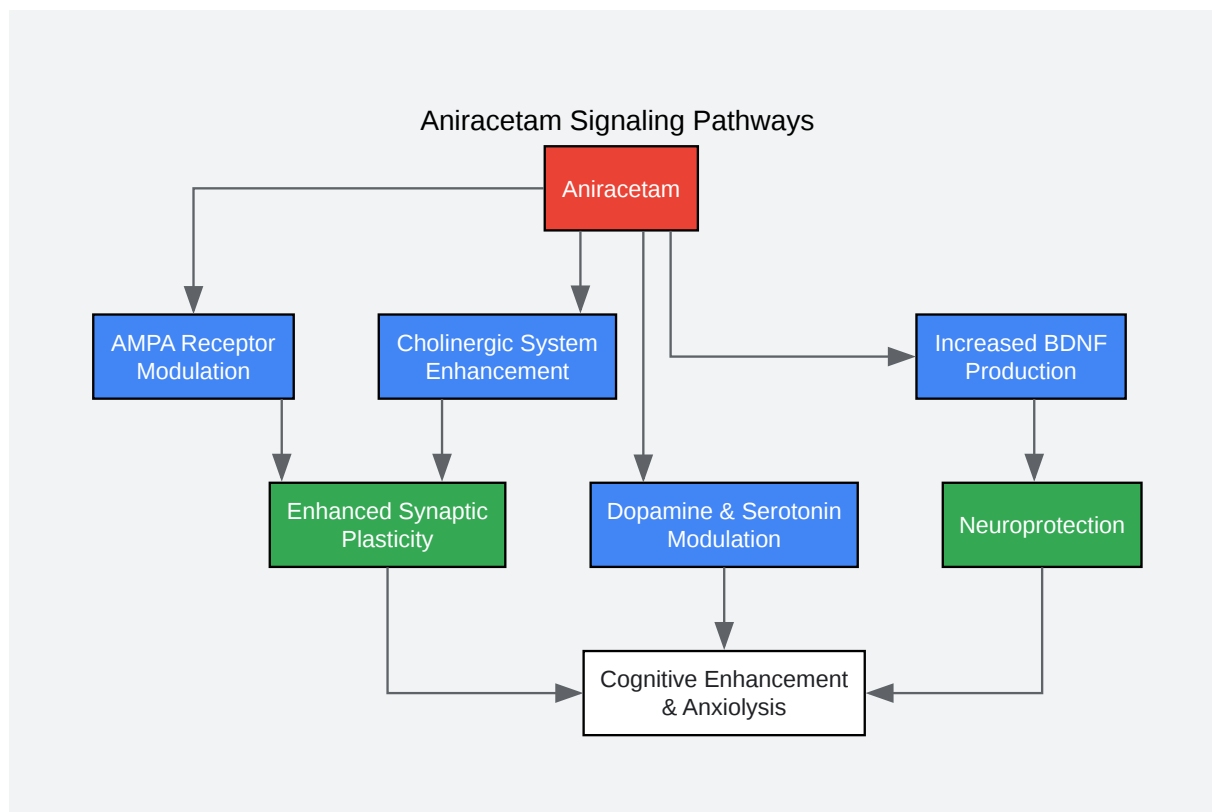 Aniracetam Signaling Pathways
Aniracetam
AMPA Receptor
Modulation
Cholinergic System
Enhancement
Increased BDNF
Production
Enhanced Synaptic
Plasticity
Dopamine & Serotonin
Modulation
Neuroprotection
Cognitive Enhancement
& Anxiolysis